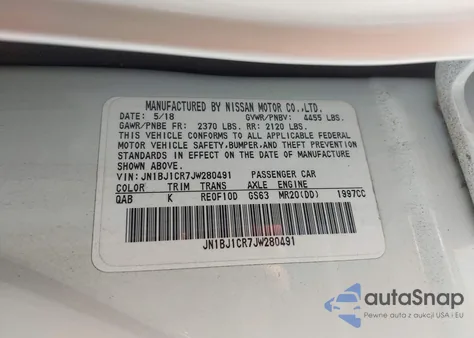 MANUFACTURED BY NISSAN MOTOR CO.,LTD.
DATE: 5/18 GVWR/PNBV: 4455 LBS.
GAWR/PNBE FR: 2370 LBS. RR: 2120 LBS.
THIS VEHICLE CONFORMS TO ALL APPLICABLE FEDERAL
MOTOR VEHICLE SAFETY,BUMPER,AND THEFT PREVENTION
STANDARDS IN EFFECT ON THE DATE OF MANUFACTURE
SHOWN ABOVE.
VIN: JN1BJ1CR7JW280491 PASSENGER CAR
COLOR TRIM TRANS AXLE ENGINE
QAB K REOF10D GS63 MR20(DD) 1997CC
JN1BJ1CR7JW280491
autoSnap
Pewne auta z aukcji USA i EU